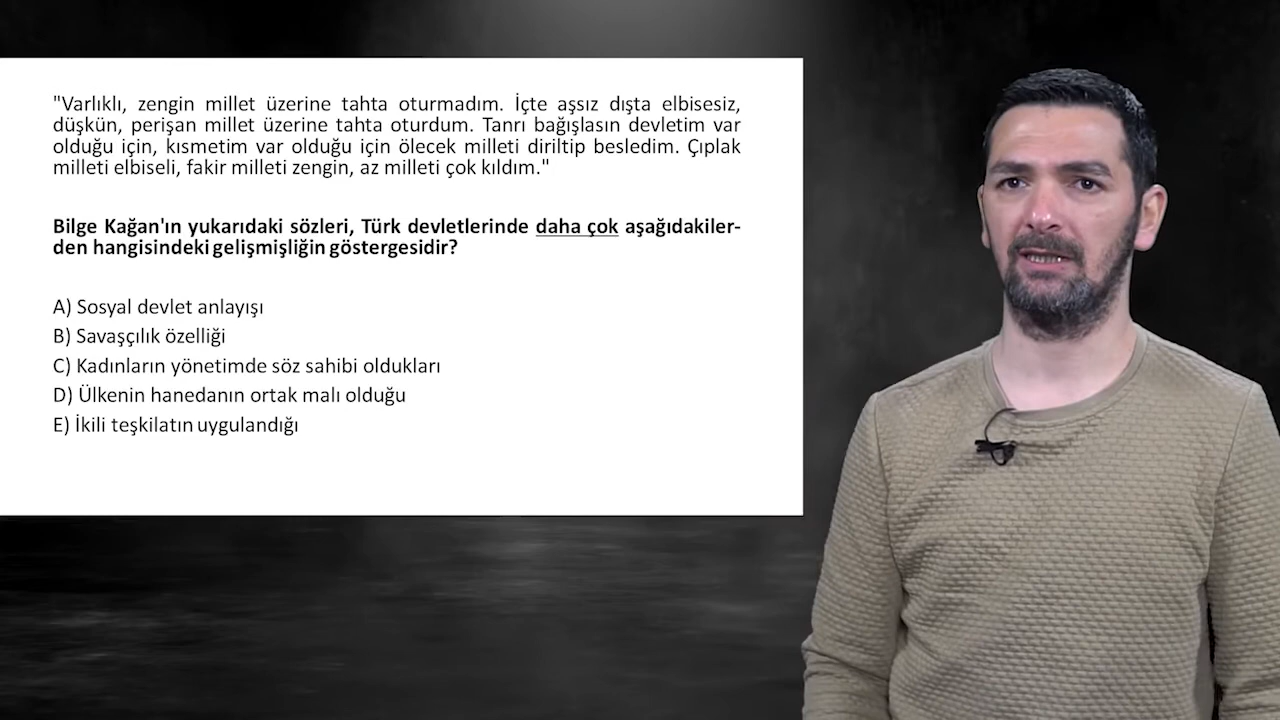 "Varlıklı, zengin millet üzerine tahta oturmadım. İçte aşsız dışta elbisesiz,
düşkün, perişan millet üzerine tahta oturdum. Tanrı bağışlasın devletim var
olduğu için, kısmetim var olduğu için ölecek milleti diriltip besledim. Çıplak
milleti elbiseli, fakir milleti zengin, az milleti çok kıldım."
Bilge Kağan'ın yukarıdaki sözleri, Türk devletlerinde daha çok aşağıdakiler-
den hangisindeki gelişmişliğin göstergesidir?
A) Sosyal devlet anlayışı
B) Savaşçılık özelliği
C) Kadınların yönetimde söz sahibi oldukları
D) Ülkenin hanedanın ortak malı olduğu
E) İkili teşkilatın uygulandığı